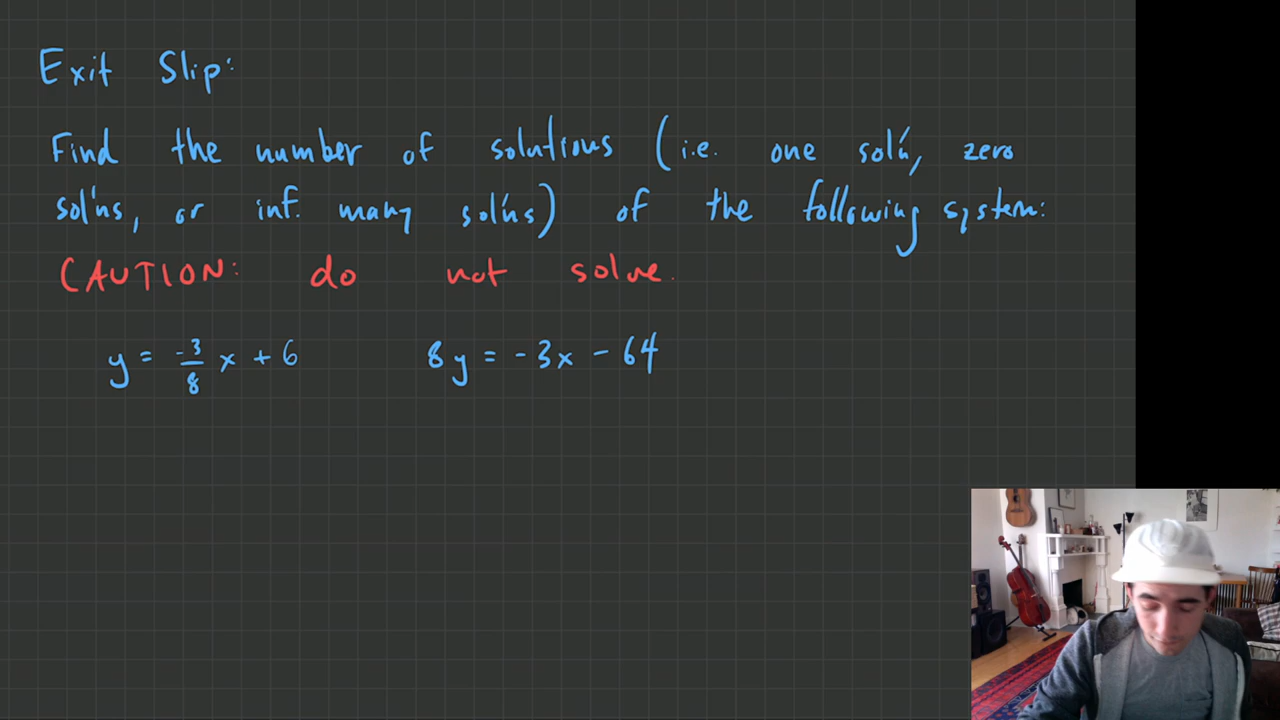 Exit Slip:
Find the number of solutions (i.e. one sol'n, zero
sol'ns, or inf. many sol'ns) of the following system:
CAUTION: do not solve.
y = -3/8 x + 6 8y = -3x - 64